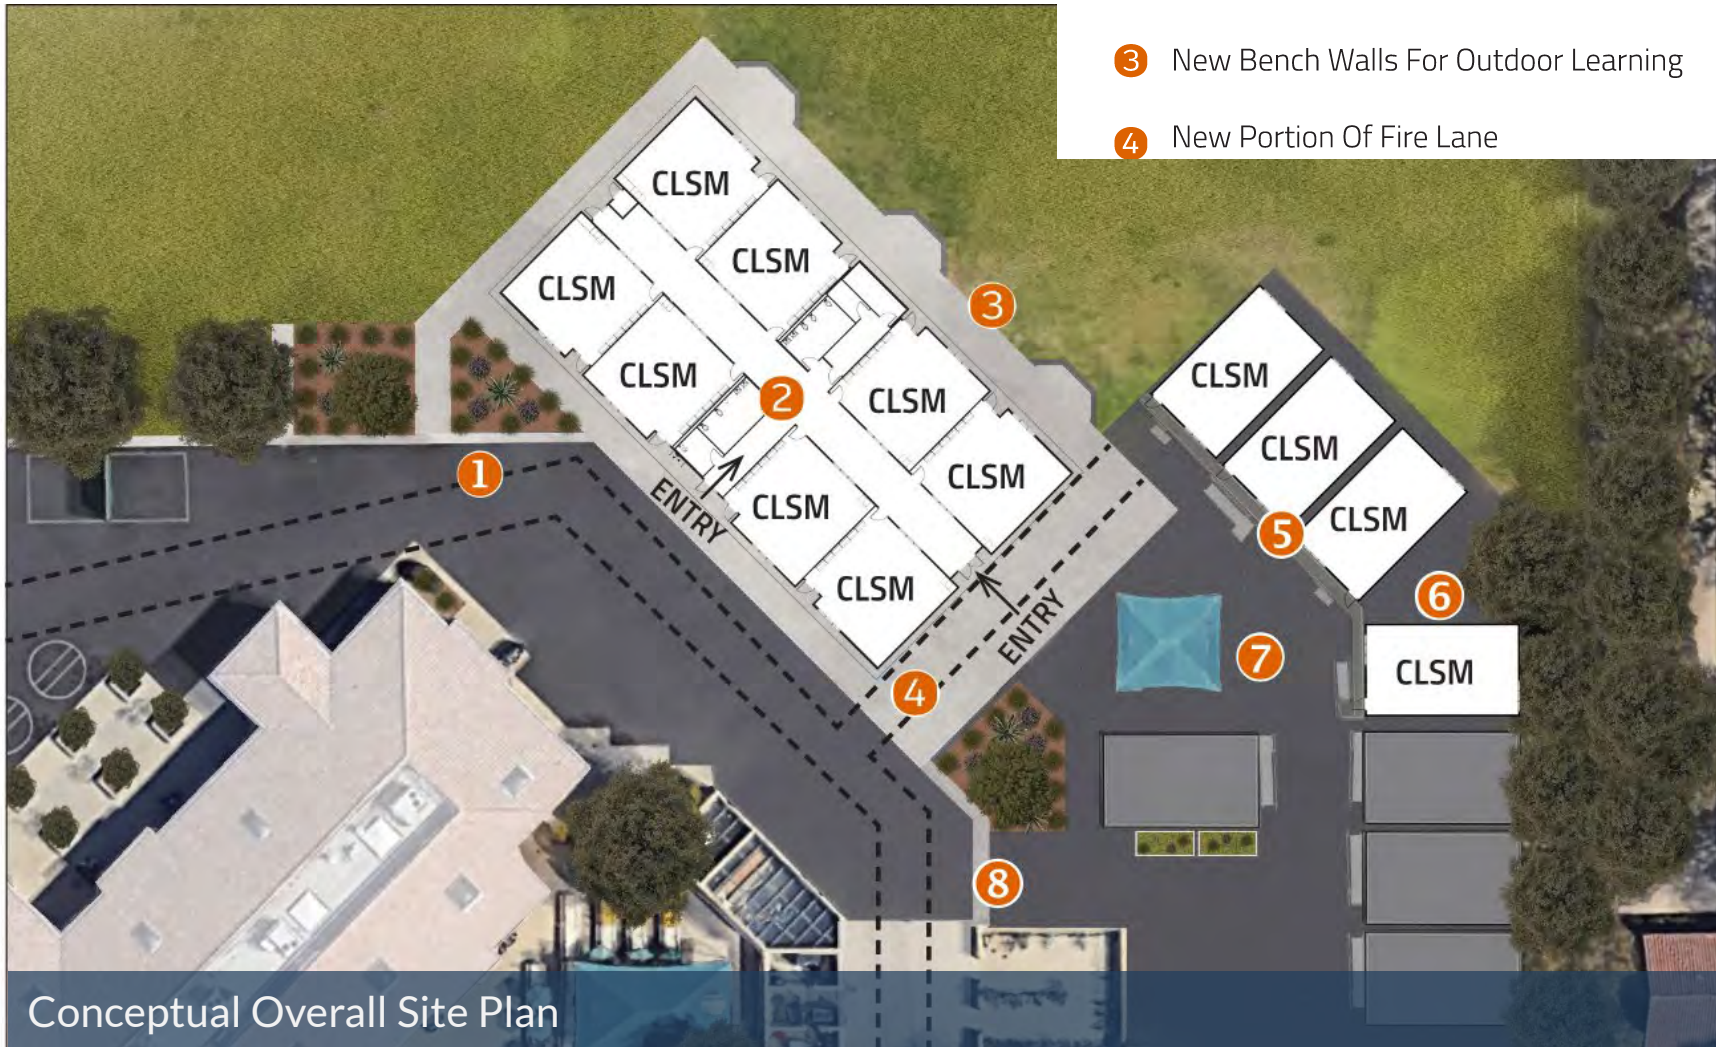 3 New Bench Walls For Outdoor Learning
4 New Portion Of Fire Lane
CLSM
CLSM
CLSM
CLSM
3
CLSM
CLSM
2
CLSM
CLSM
1
CLSM
CLSM
ENTRY
CLSM
5
CLSM
6
ENTRY
7
CLSM
4
8
Conceptual Overall Site Plan